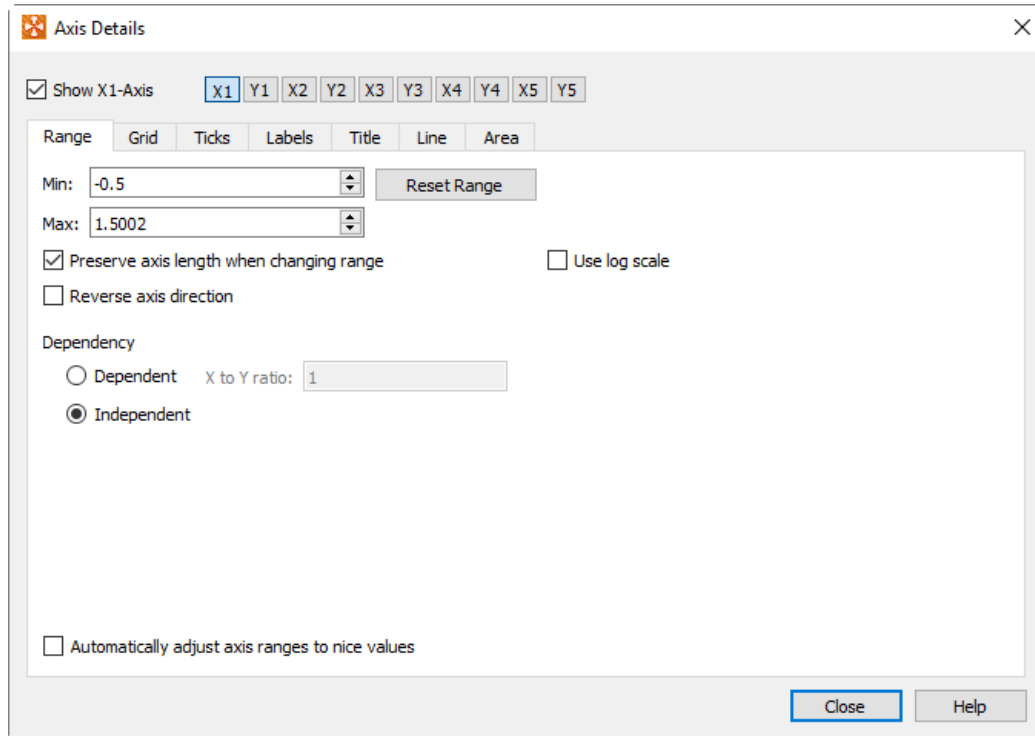 Axis Details
Show X1-Axis X1 Y1 X2 Y2 X3 Y3 X4 Y4 X5 Y5
Range Grid Ticks Labels Title Line Area
Min: -0.5 Reset Range
Max: 1.5002
Preserve axis length when changing range Use log scale
Reverse axis direction
Dependency
Dependent X to Y ratio: 1
Independent
Automatically adjust axis ranges to nice values
Close Help